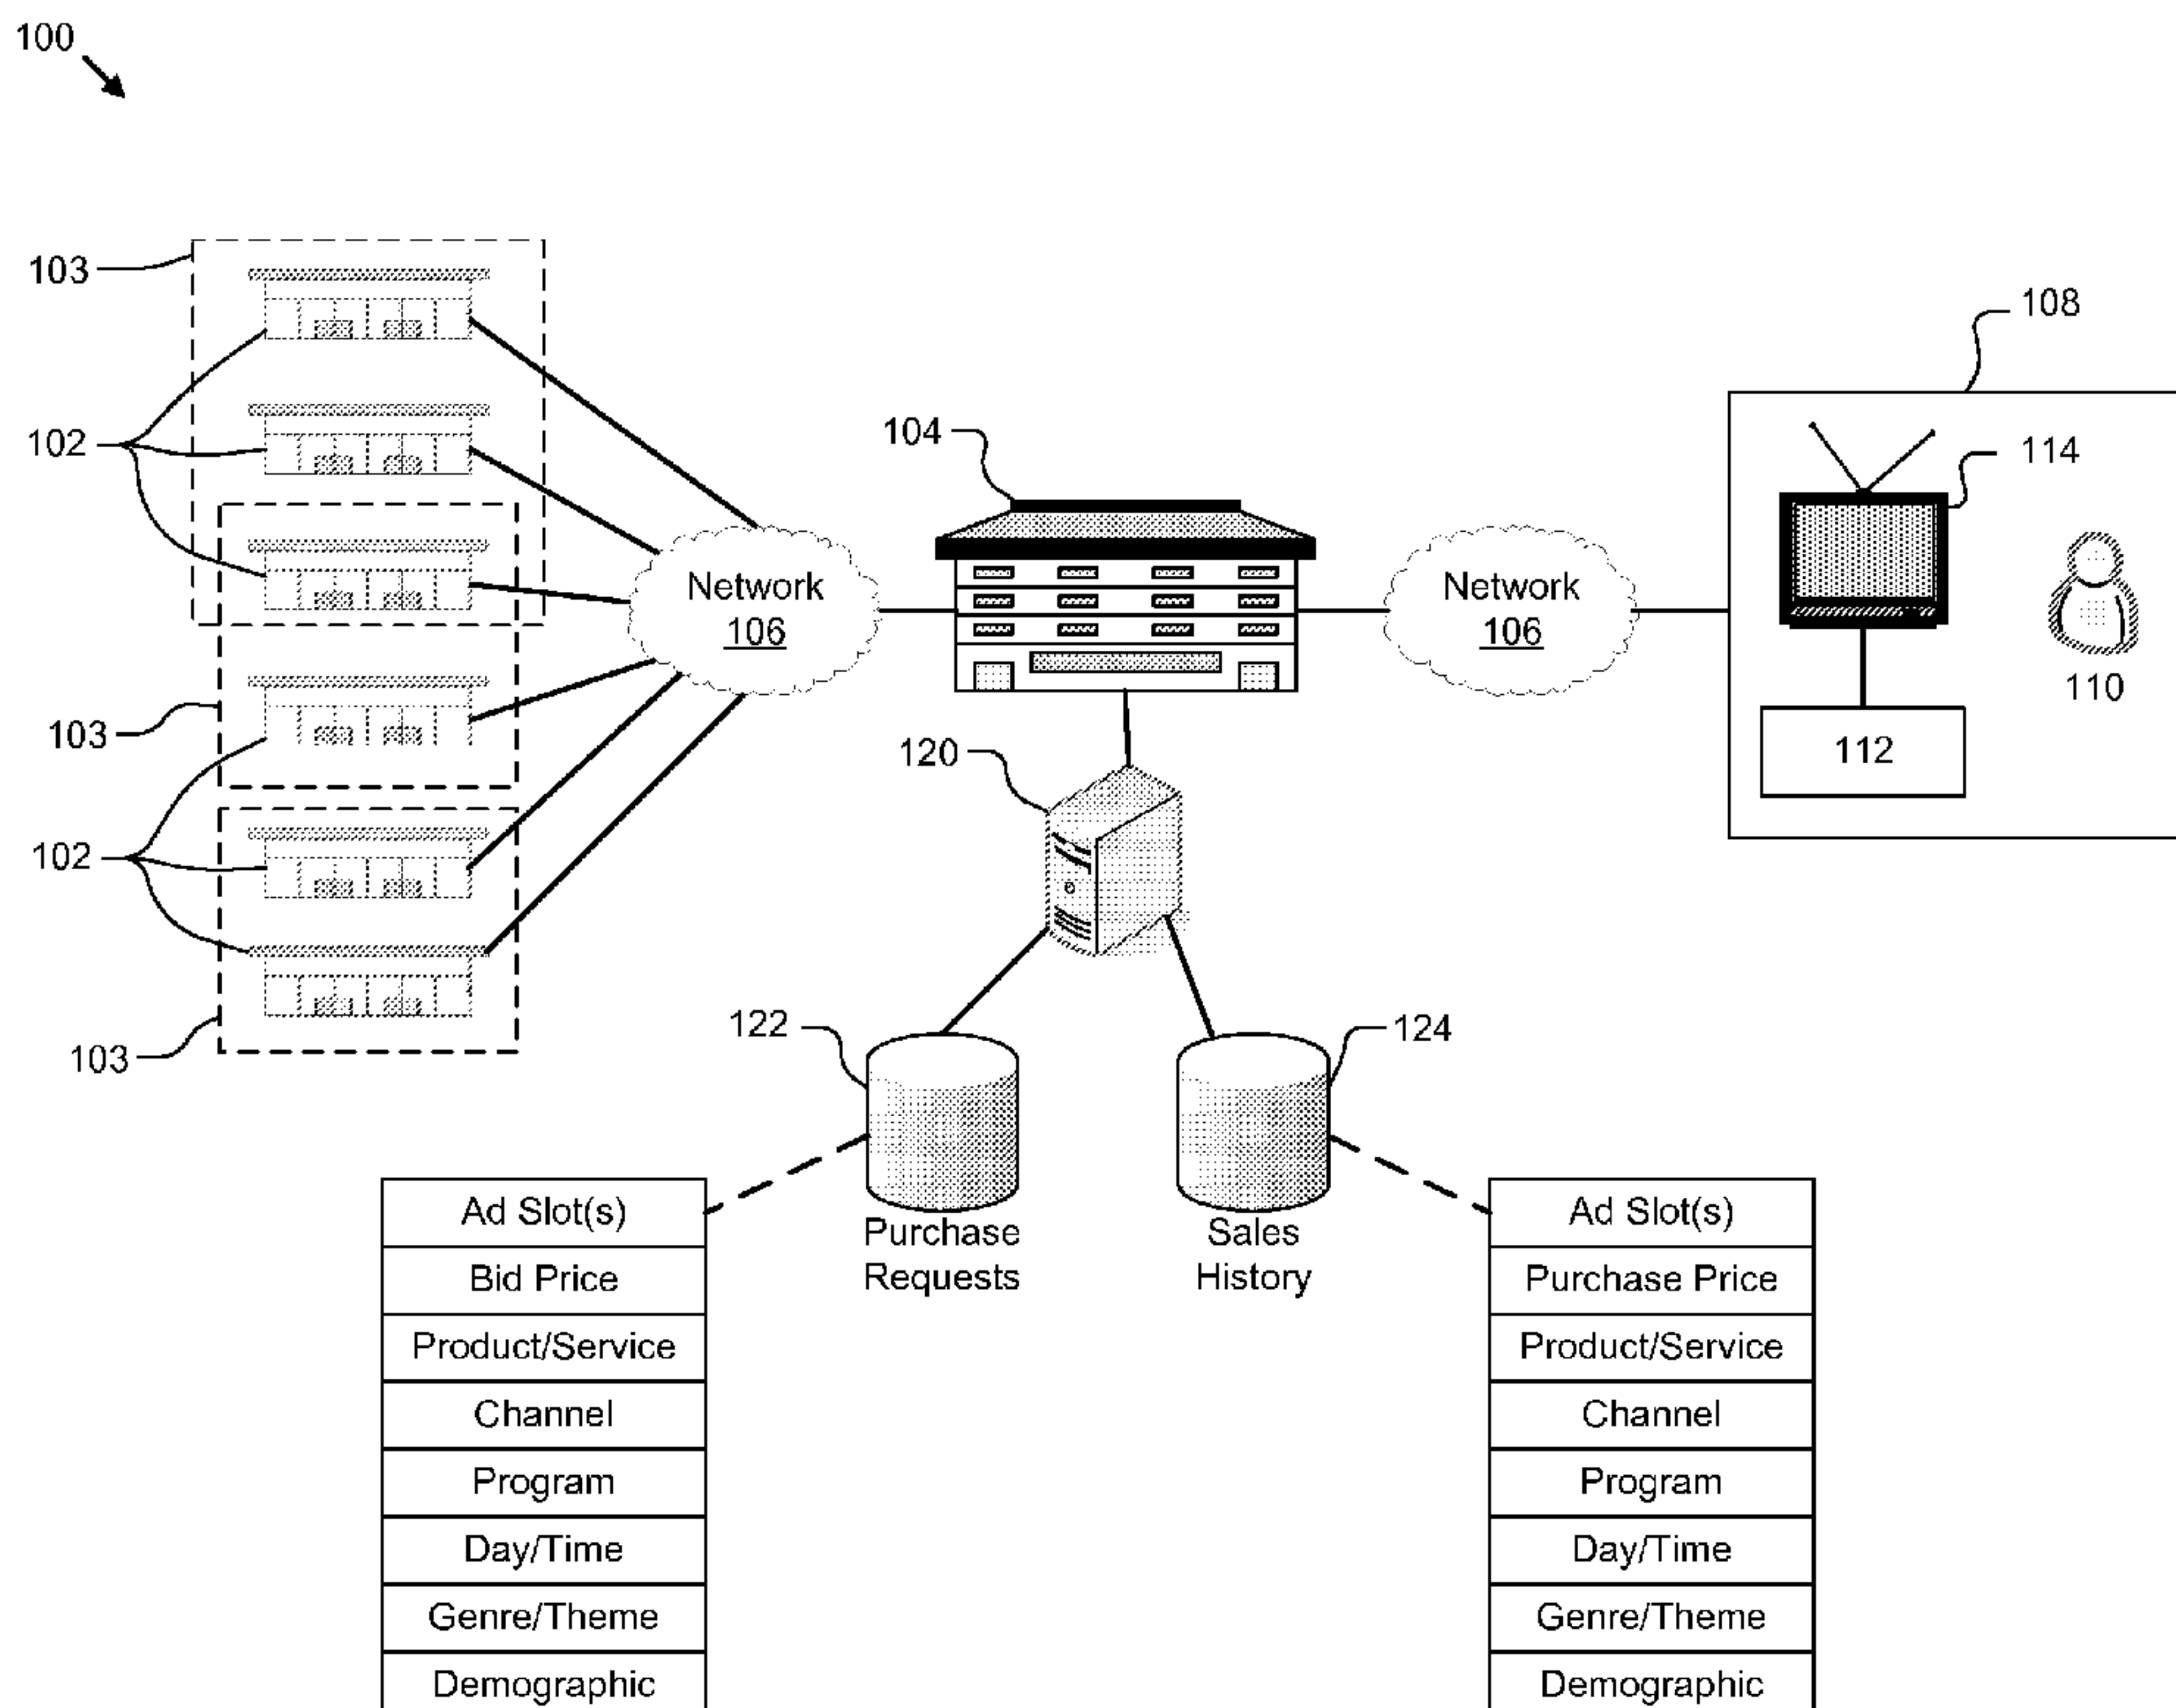 100
103
108
102
104
114
Network
106
Network
106
110
103
120
112
102
122
124
103
Purchase
Requests
Sales
History
Ad Slot(s)
Bid Price
Product/Service
Channel
Program
Day/Time
Genre/Theme
Demographic
Ad Slot(s)
Purchase Price
Product/Service
Channel
Program
Day/Time
Genre/Theme
Demographic